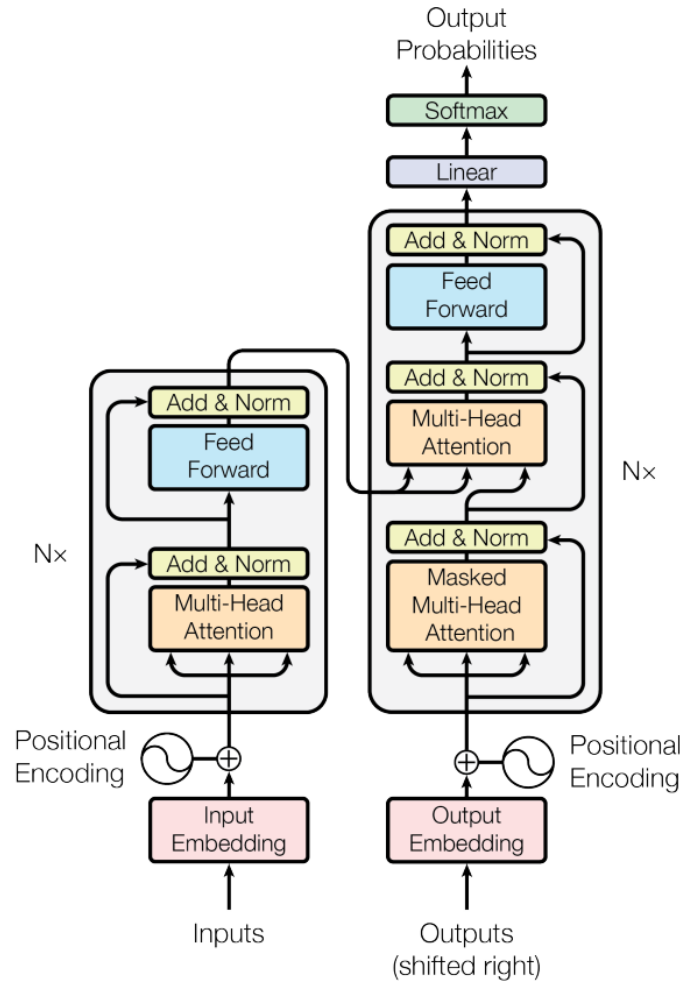 Output
Probabilities
Softmax
Linear
Add & Norm
Feed
Forward
Add & Norm
Multi-Head
Attention
Add & Norm
Masked
Multi-Head
Attention
Nx
Add & Norm
Feed
Forward
Add & Norm
Multi-Head
Attention
Nx
Positional
Encoding
Positional
Encoding
Input
Embedding
Output
Embedding
Inputs
Outputs
(shifted right)